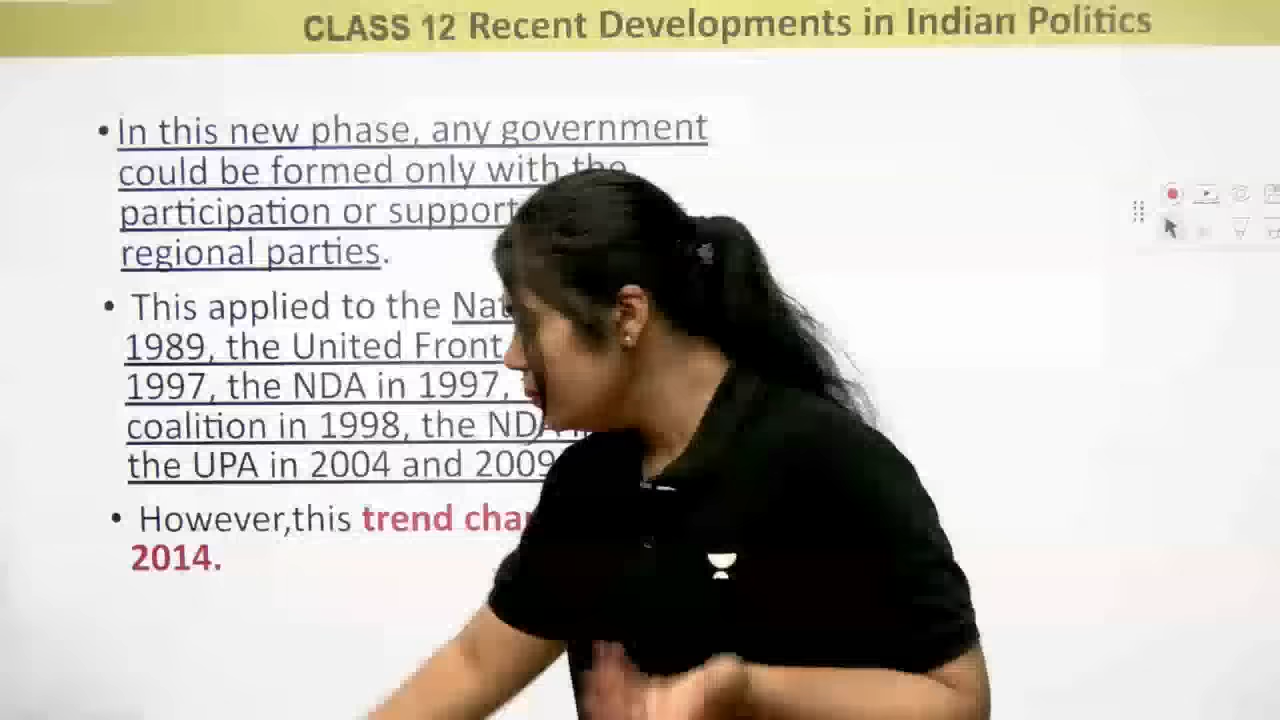 CLASS 12 Recent Developments in Indian Politics
• In this new phase, any government
could be formed only with the
participation or support
regional parties.
• This applied to the
1989, the United Front
1997, the NDA in 1997,
coalition in 1998, the NDA
the UPA in 2004 and 2009
• However,this trend
2014.